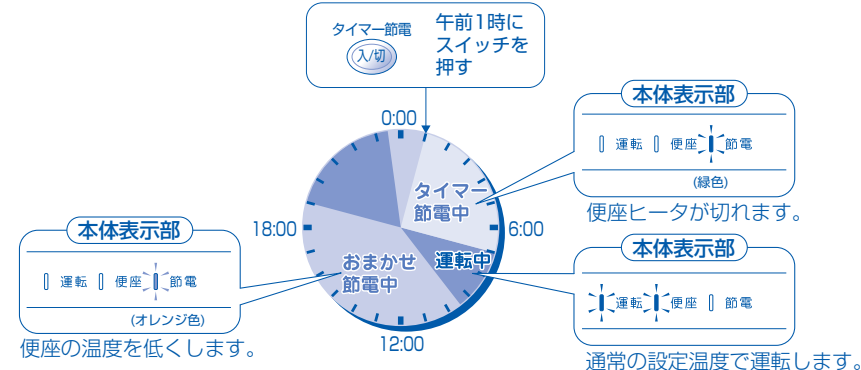 タイマー節電
入/切
午前1時に
スイッチを
押す
0:00
タイマー
節電中
6:00
運転中
おまかせ
節電中
12:00
18:00
本体表示部
運転 便座 節電
(緑色)
便座ヒータが切れます。
本体表示部
運転 便座 節電
通常の設定温度で運転します。
本体表示部
運転 便座 節電
(オレンジ色)
便座の温度を低くします。